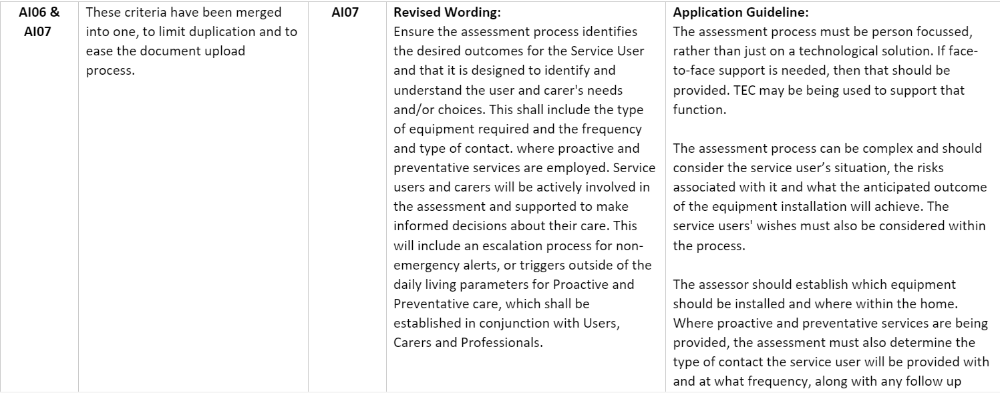 AI06 &
AI07
These criteria have been merged
into one, to limit duplication and to
ease the document upload
process.
AI07
Revised Wording:
Ensure the assessment process identifies
the desired outcomes for the Service User
and that it is designed to identify and
understand the user and carer's needs
and/or choices. This shall include the type
of equipment required and the frequency
and type of contact. where proactive and
preventative services are employed. Service
users and carers will be actively involved in
the assessment and supported to make
informed decisions about their care. This
will include an escalation process for non-
emergency alerts, or triggers outside of the
daily living parameters for Proactive and
Preventative care, which shall be
established in conjunction with Users,
Carers and Professionals.
Application Guideline:
The assessment process must be person focussed,
rather than just on a technological solution. If face-
to-face support is needed, then that should be
provided. TEC may be being used to support that
function.
The assessment process can be complex and should
consider the service user’s situation, the risks
associated with it and what the anticipated outcome
of the equipment installation will achieve. The
service users' wishes must also be considered within
the process.
The assessor should establish which equipment
should be installed and where within the home.
Where proactive and preventative services are being
provided, the assessment must also determine the
type of contact the service user will be provided with
and at what frequency, along with any follow up